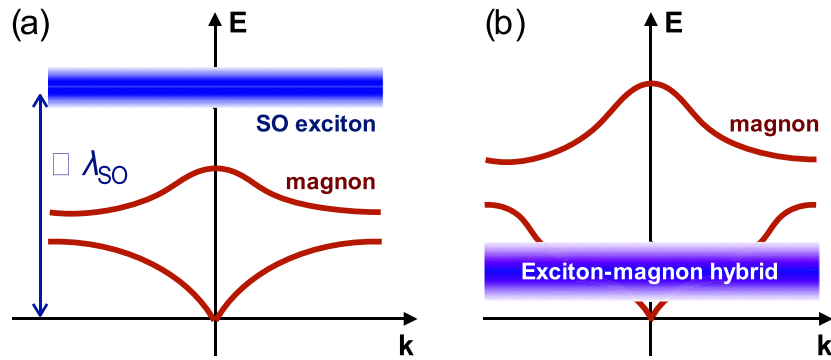 (a)
E
SO exciton
□ λSO
magnon
k
(b)
E
magnon
Exciton-magnon hybrid
k